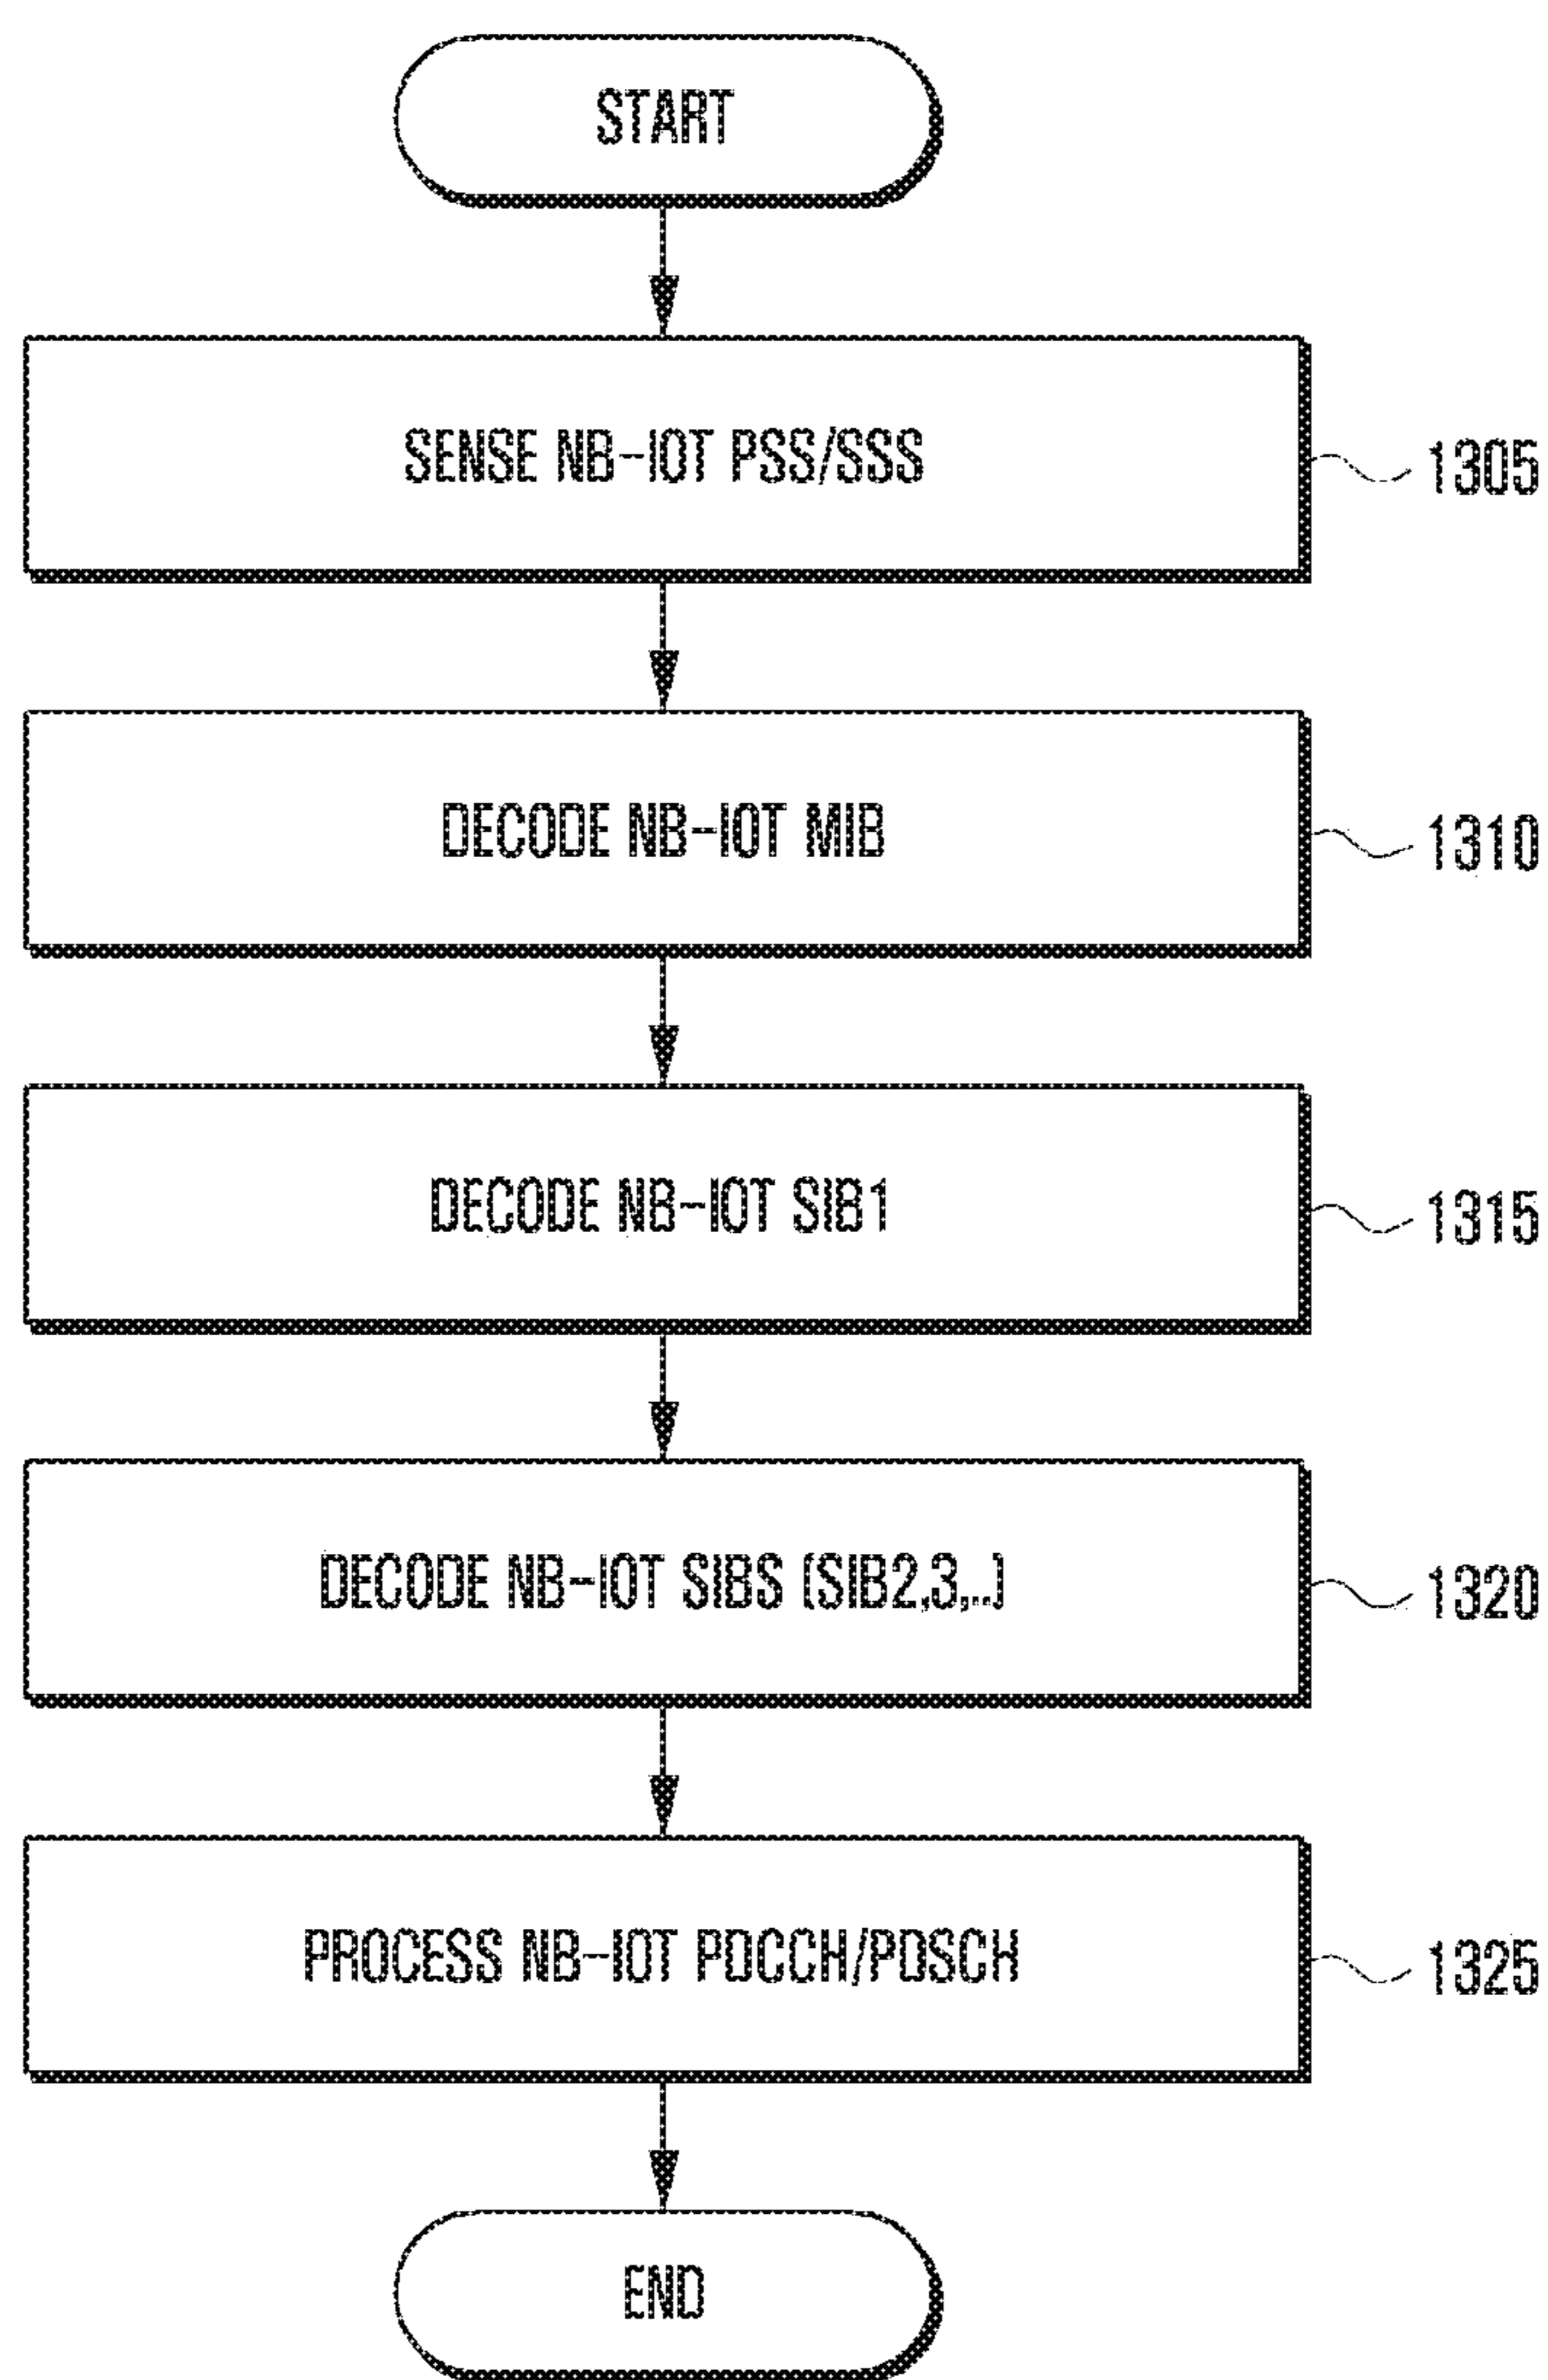 START
SENSE NB-IOT PSS/SSS
1305
DECODE NB-IOT MIB
1310
DECODE NB-IOT SIB1
1315
DECODE NB-IOT SIBS (SIB2,3,..)
1320
PROCESS NB-IOT PDCCH/PDSCH
1325
END